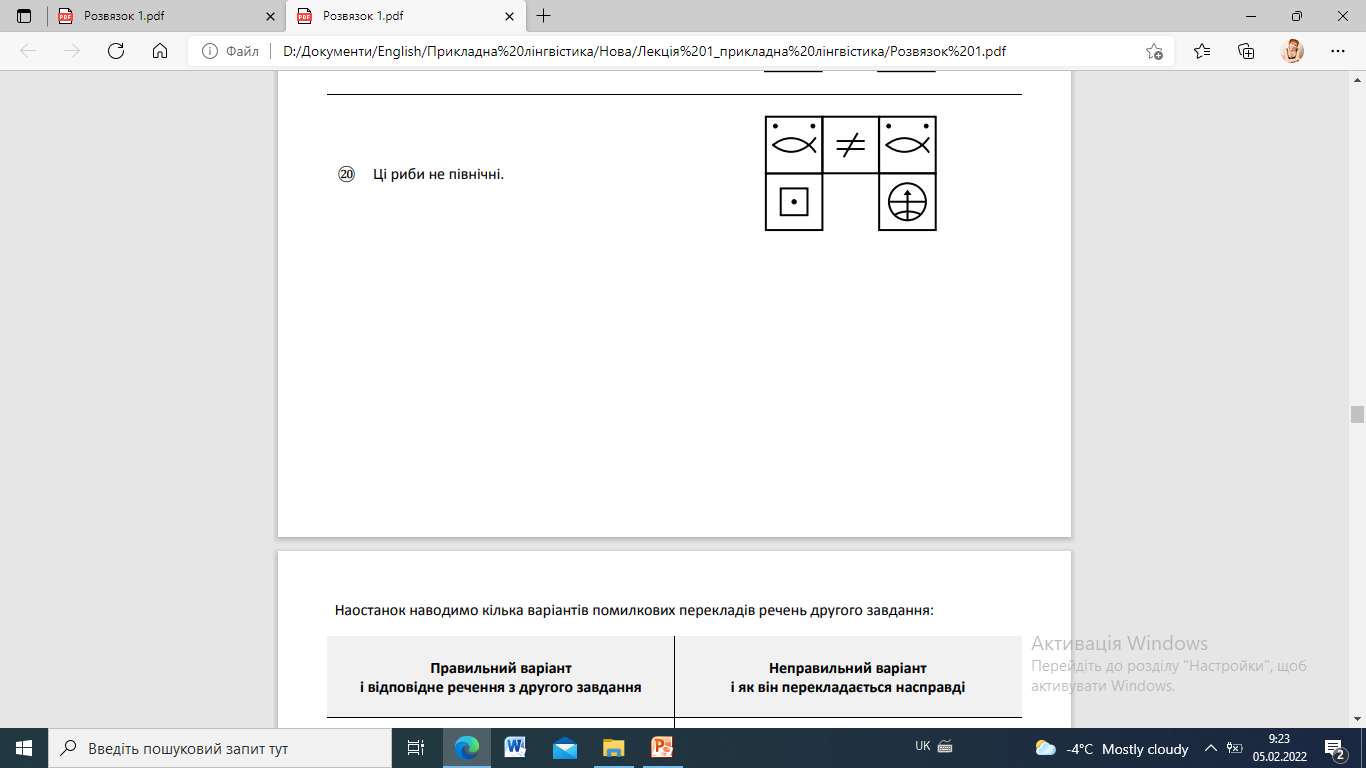 Розвязок 1.pdf
Розвязок 1.pdf
Файл
D:/Документи/English/Прикладна%20лінгвістика/Нова/Лекція%201_прикладна%20лінгвістика/Розвязок%201.pdf
20 Ці риби не північні.
≠
Наостанок наводимо кілька варіантів помилкових перекладів речень другого завдання:
Правильний варіант
і відповідне речення з другого завдання
Неправильний варіант
і як він перекладається насправді
Активація Windows
Перейдіть до розділу "Настройки", щоб
активувати Windows.
Введіть пошуковий запит тут
UK
-4°C Mostly cloudy
9:23
05.02.2022
2